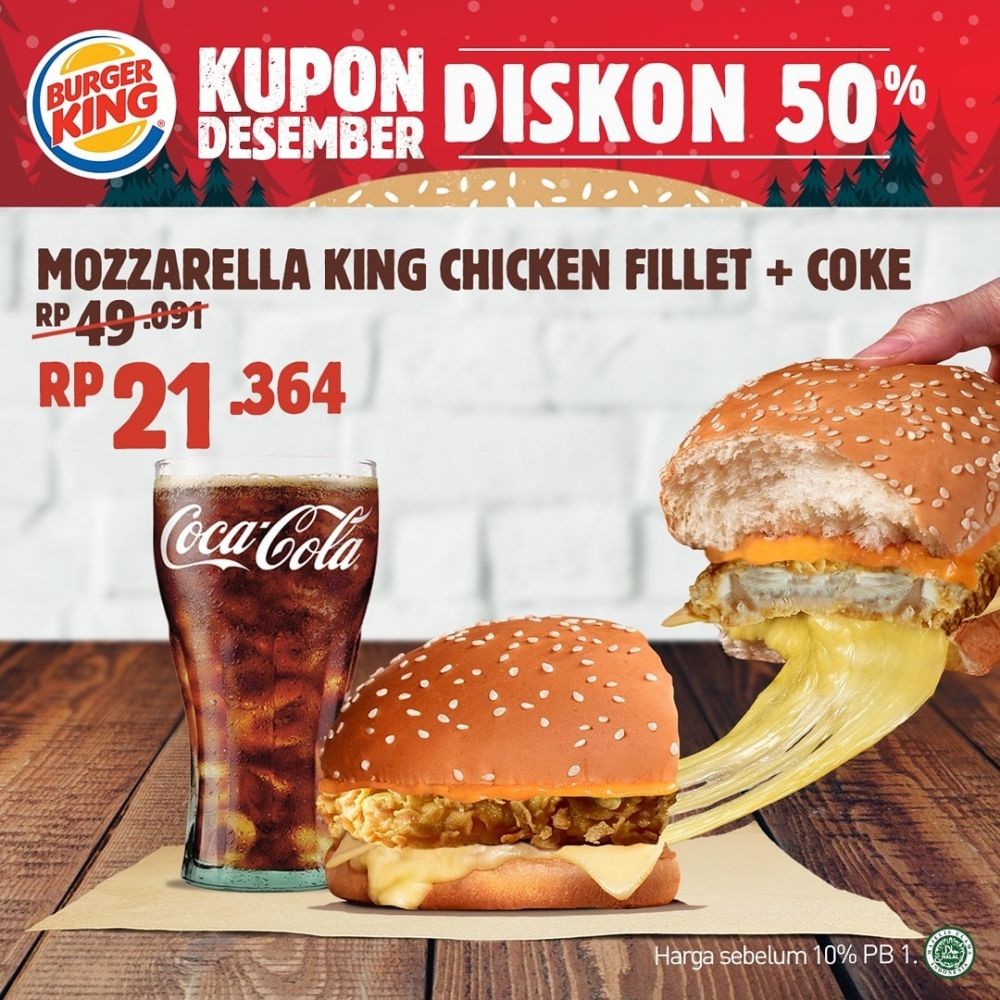 BURGER
KING
KUPON
DESEMBER
DISKON 50%
MOZZARELLA KING CHICKEN FILLET + COKE
RP 49.091
RP 21.364
Coca-Cola
Harga sebelum 10% PB 1.
HALAL